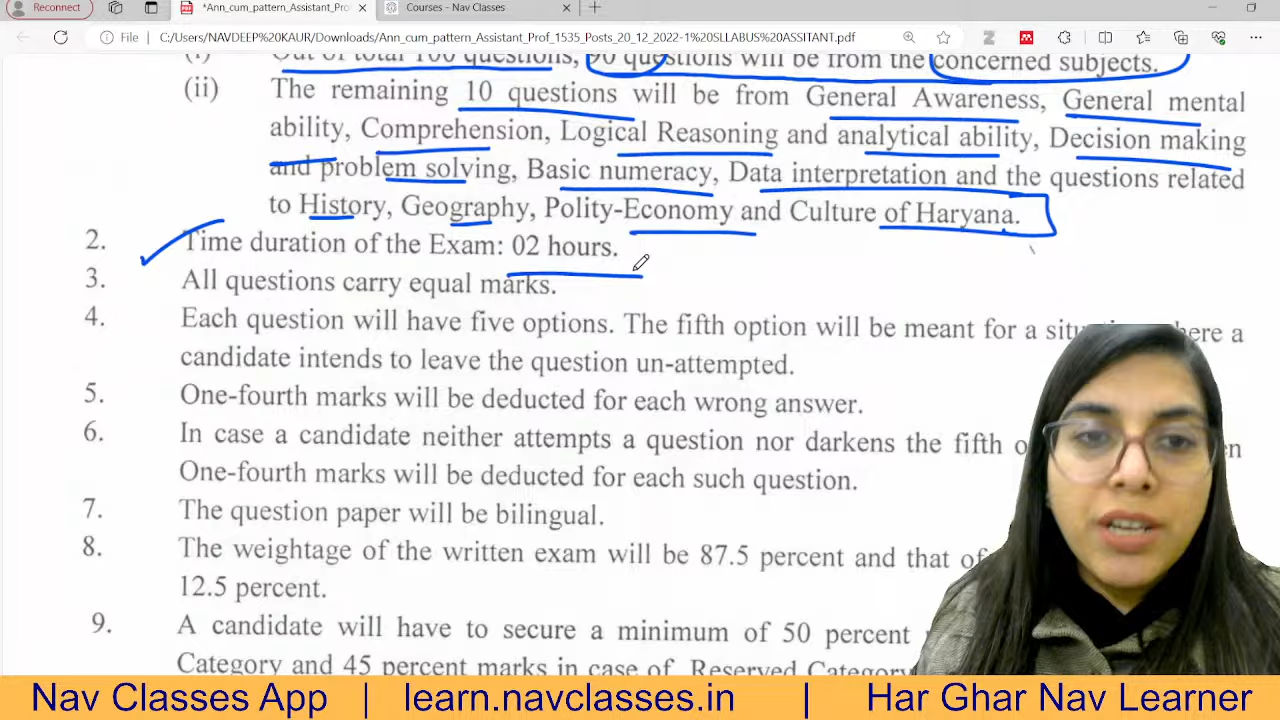 Reconnect
*Ann_cum_pattern_Assistant_Pro
Courses - Nav Classes
File
C:/Users/NAVDEEP%20KAUR/Downloads/Ann_cum_pattern_Assistant_Prof_1535_Posts_20_12_2022-1%20SLLABUS%20ASSITANT.pdf
(i) Out of total 100 questions, 90 questions will be from the concerned subjects.
(ii) The remaining 10 questions will be from General Awareness, General mental
ability, Comprehension, Logical Reasoning and analytical ability, Decision making
and problem solving, Basic numeracy, Data interpretation and the questions related
to History, Geography, Polity-Economy and Culture of Haryana.
2. Time duration of the Exam: 02 hours.
3. All questions carry equal marks.
4. Each question will have five options. The fifth option will be meant for a here a
candidate intends to leave the question un-attempted.
5. One-fourth marks will be deducted for each wrong answer.
6. In case a candidate neither attempts a question nor darkens the fifth
One-fourth marks will be deducted for each such question.
7. The question paper will be bilingual.
8. The weightage of the written exam will be 87.5 percent and that of
12.5 percent.
9. A candidate will have to secure a minimum of 50 percent
Category and 45 percent marks in case of Reserved Category
Nav Classes App | learn.navclasses.in | Har Ghar Nav Learner